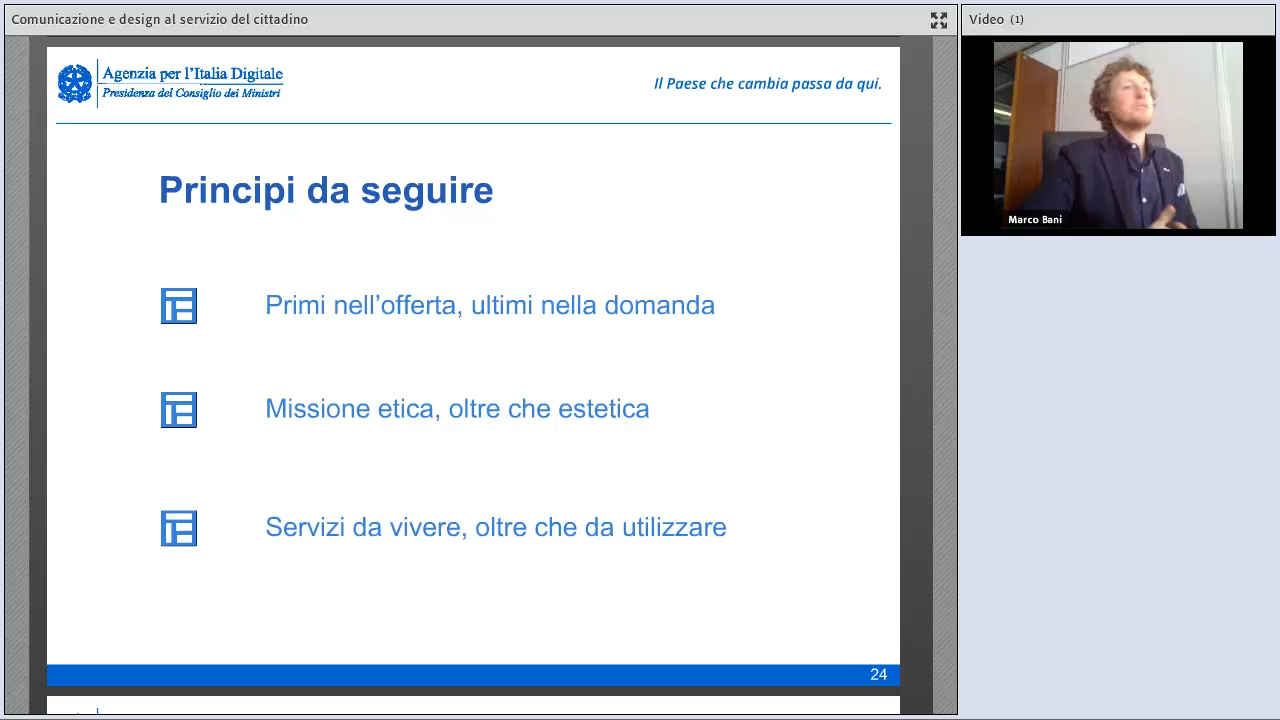 Comunicazione e design al servizio del cittadino
Video (1)
Agenzia per l'Italia Digitale
Presidenza del Consiglio dei Ministri
Il Paese che cambia passa da qui.
Marco Bani
Principi da seguire
Primi nell’offerta, ultimi nella domanda
Missione etica, oltre che estetica
Servizi da vivere, oltre che da utilizzare
24